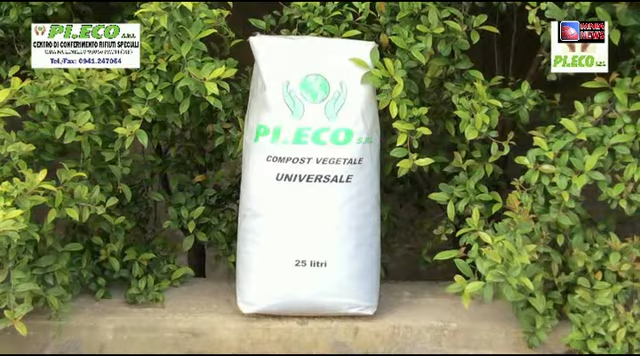 PI.ECO S.R.L.
CENTRO DI CONFERIMENTO RIFIUTI SPECIALI
Tel./Fax: 0941.247064
NEWS
PI.ECO S.R.L.
PI.ECO S.R.L.
COMPOST VEGETALE
UNIVERSALE
25 litri